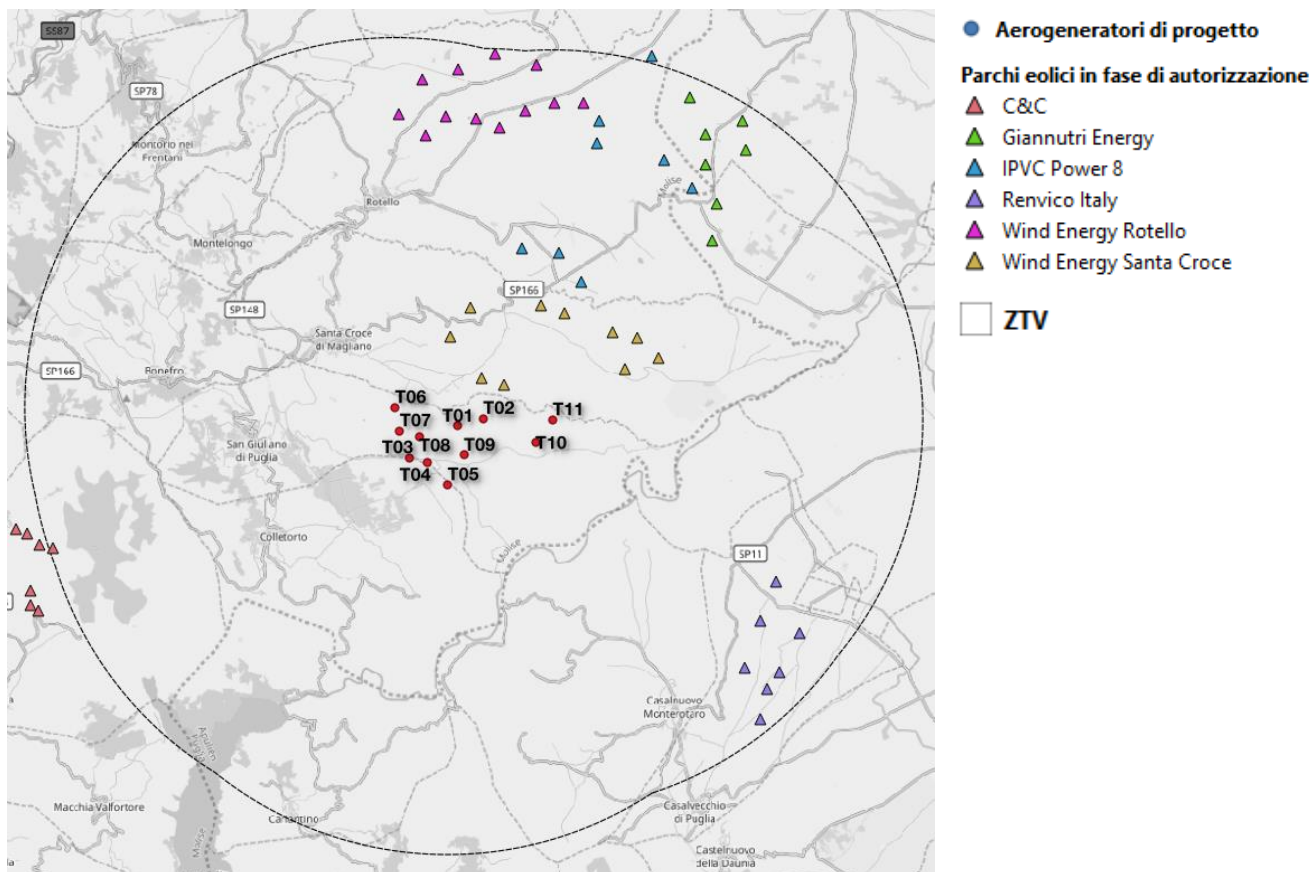 SS87
SP78
Montorio nei
Frentani
Rotello
Molise
Montelongo
SP166
SP148
Santa Croce
di Magliano
SP166
Bonefro
T06
T01
T02
T11
T07
San Giuliano
di Puglia
T03
T08
T09
T10
T04
T05
Colletorto
Molise
SP11
Casalnuovo
Monterotaro
Puglia
Molise
Macchia Valfortore
Carlantino
Casalvecchio
di Puglia
Castelnuovo
della Daunia
Aerogeneratori di progetto
Parchi eolici in fase di autorizzazione
C&C
Giannutri Energy
IPVC Power 8
Renvico Italy
Wind Energy Rotello
Wind Energy Santa Croce
ZTV